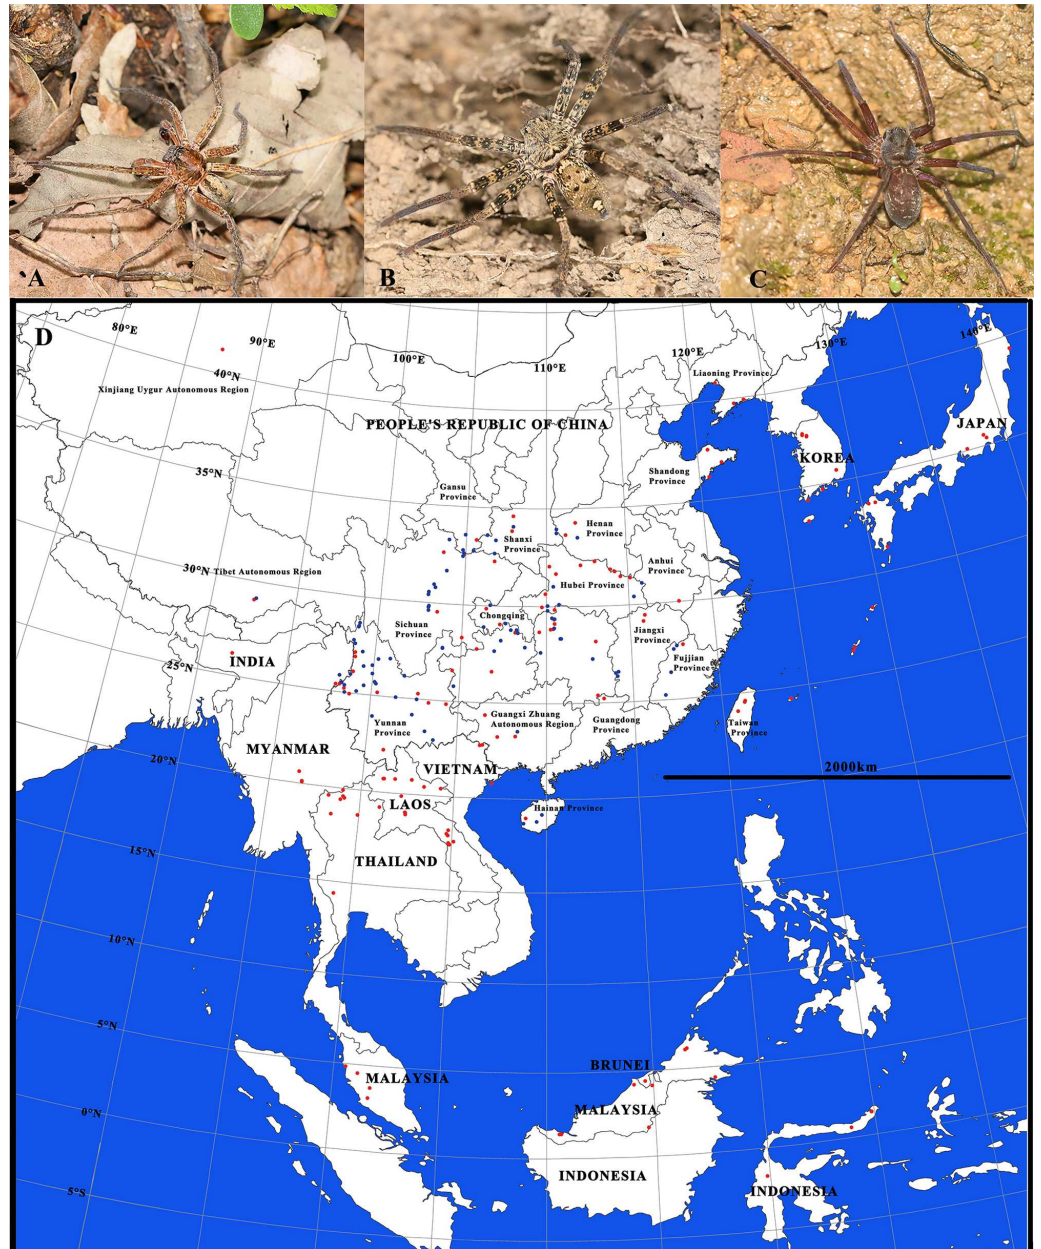 A
B
C
D
80°E
90°E
100°E
110°E
120°E
130°E
140°E
40°N
Xinjiang Uygur Autonomous Region
Liaoning Province
PEOPLE'S REPUBLIC OF CHINA
JAPAN
KOREA
35°N
Shandong
Province
Gansu
Province
Henan
Province
Shanxi
Province
Anhui
Province
30°N
Tibet Autonomous Region
Hubei Province
Chongqing
Sichuan
Province
Jiangxi
Province
INDIA
25°N
Fujjian
Province
Yunnan
Province
Guangxi Zhuang
Autonomous Region
Guangdong
Province
Taiwan
Province
MYANMAR
20°N
VIETNAM
2000km
LAOS
Hainan Province
15°N
THAILAND
10°N
5°N
BRUNEI
MALAYSIA
MALAYSIA
0°N
INDONESIA
INDONESIA
5°S